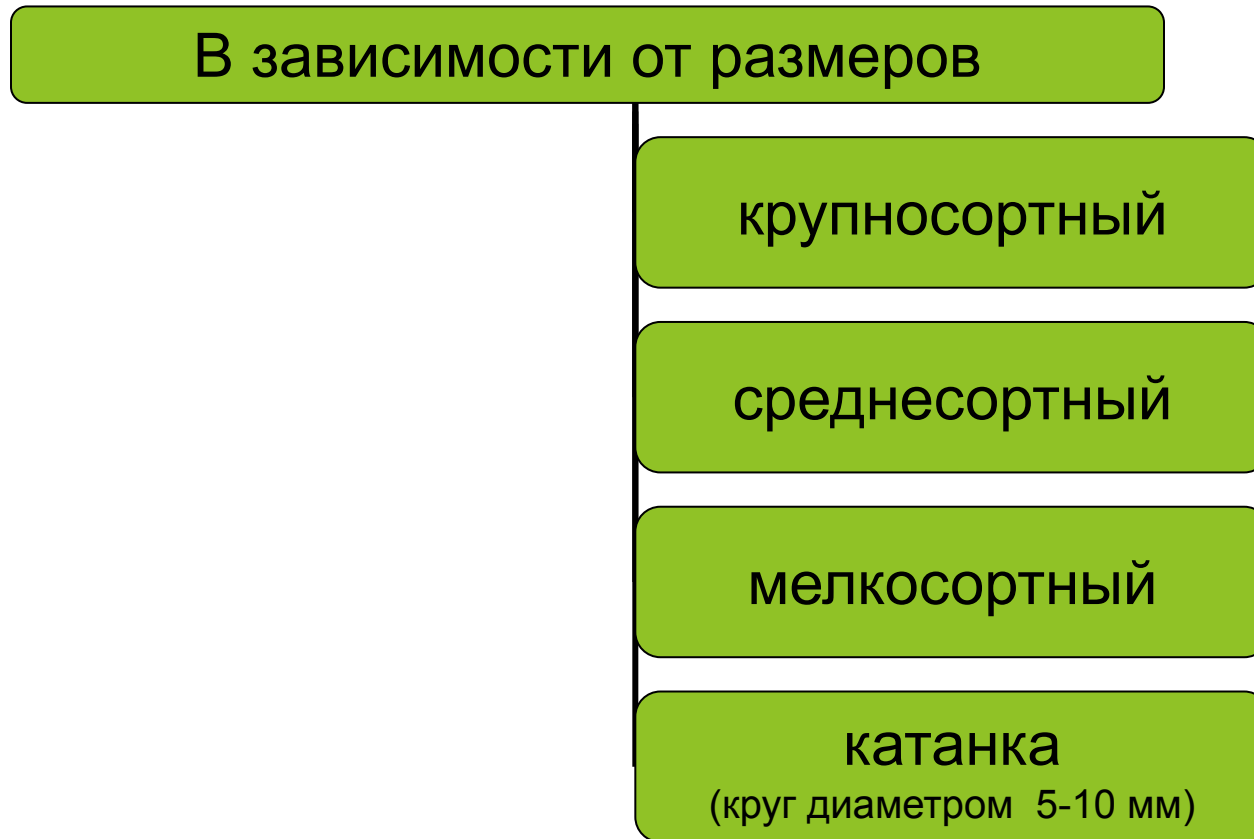 В зависимости от размеров
крупносортный
среднесортный
мелкосортный
катанка
(круг диаметром 5-10 мм)